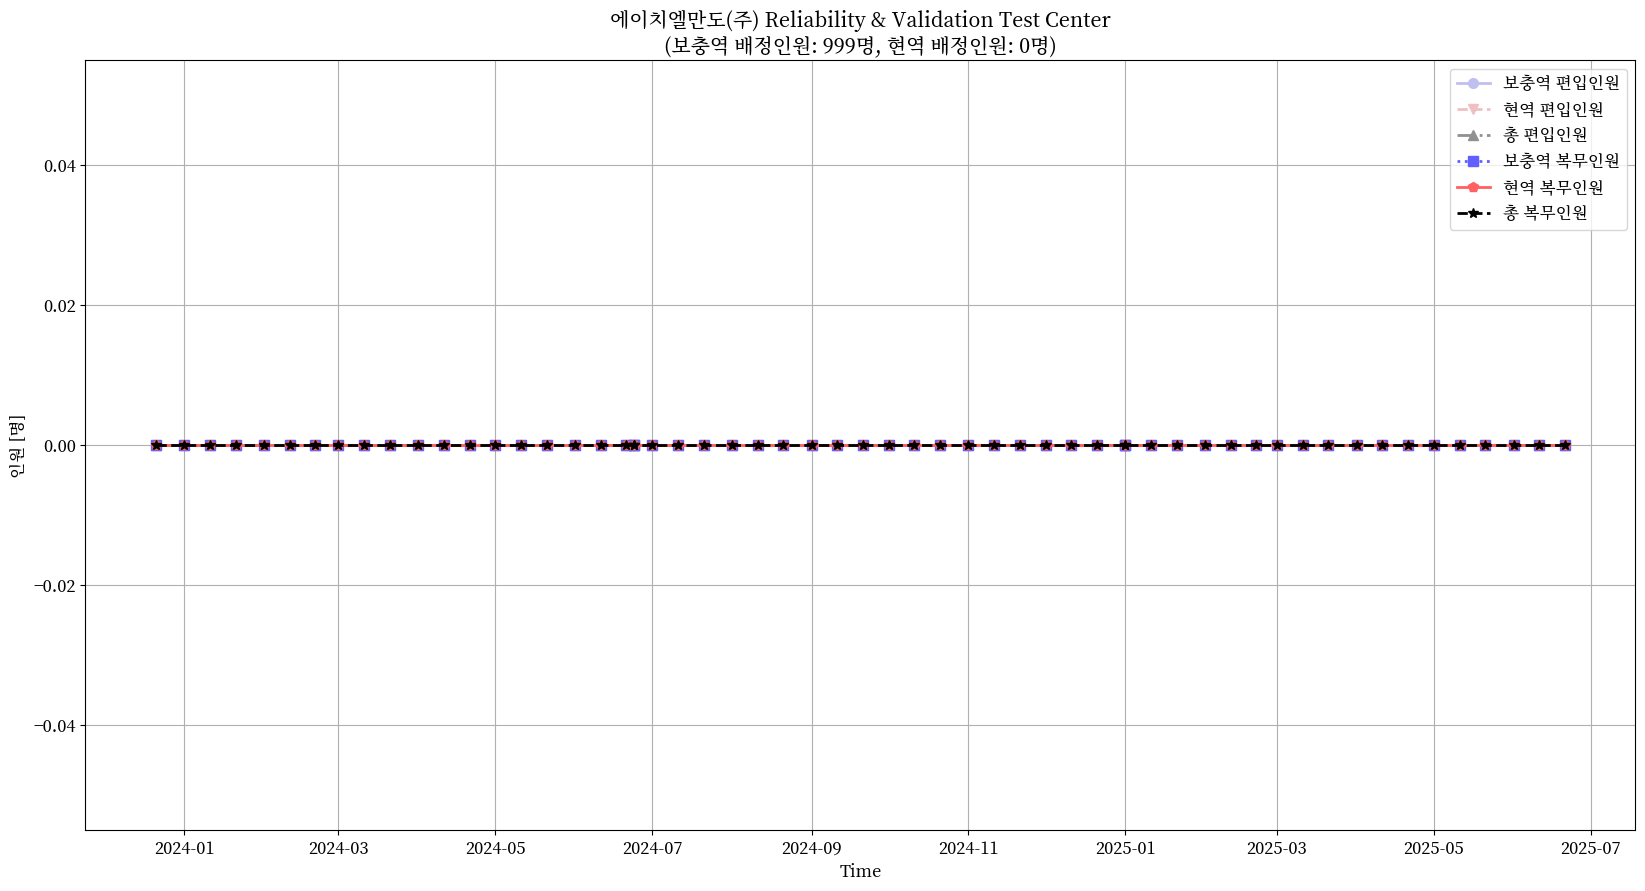 에이치엘만도(주) Reliability & Validation Test Center
(보충역 배정인원: 999명, 현역 배정인원: 0명)
보충역 편입인원
현역 편입인원
총 편입인원
보충역 복무인원
현역 복무인원
총 복무인원
인원 [명]
0.04
0.02
0.00
−0.02
−0.04
2024-01
2024-03
2024-05
2024-07
2024-09
2024-11
2025-01
2025-03
2025-05
2025-07
Time